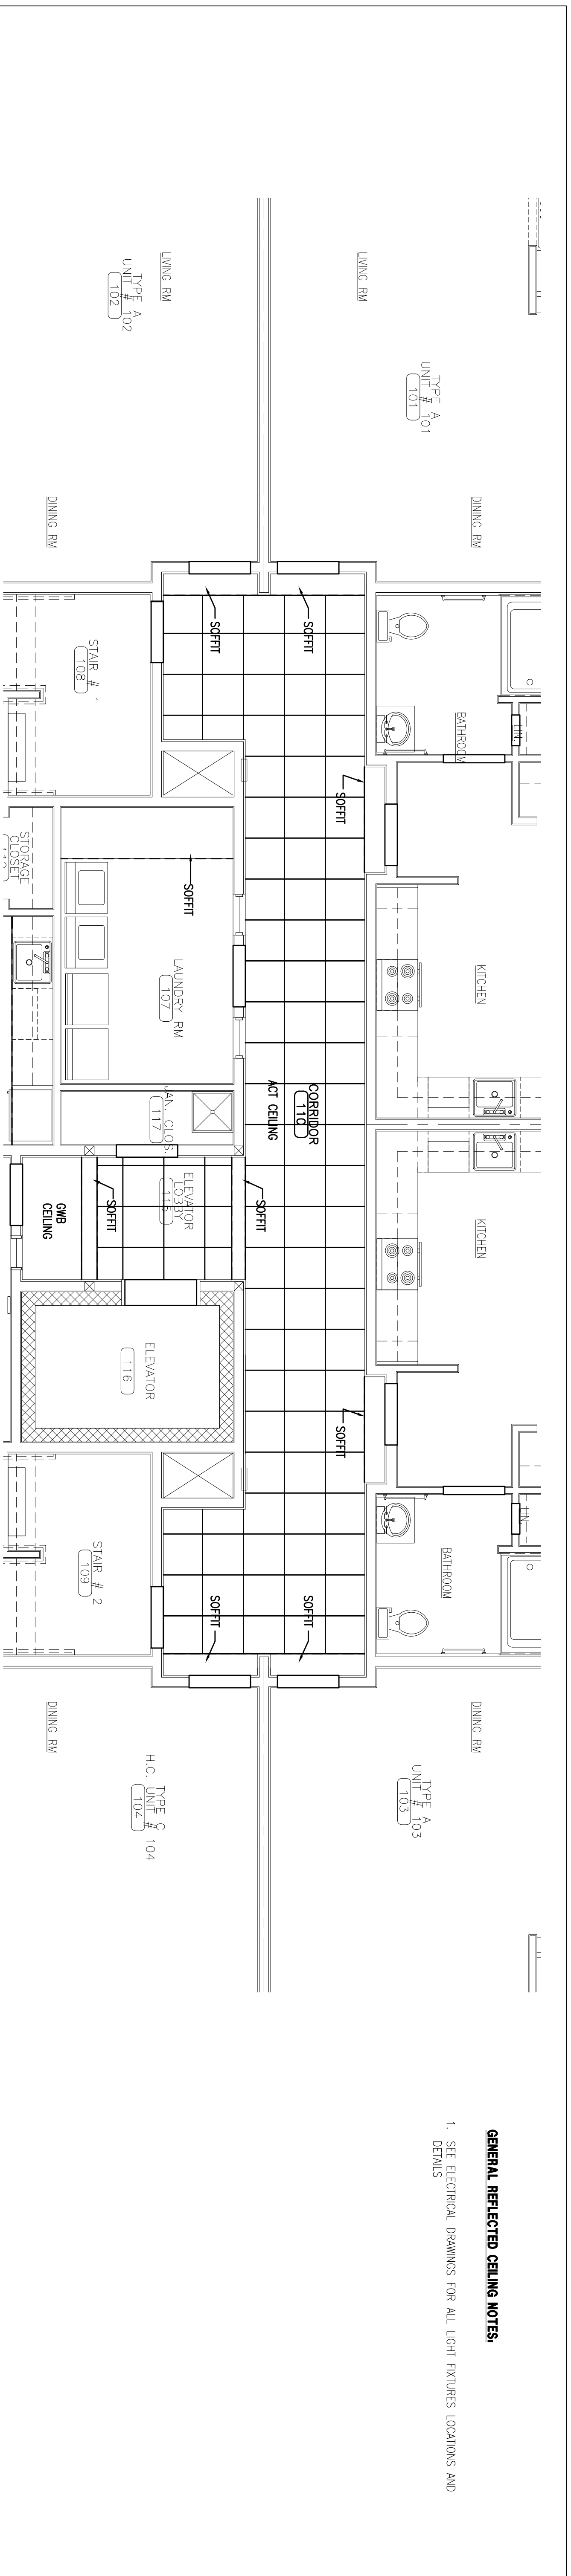 LIVING RM
LIVING RM
TYPE A
UNIT # 102
102
TYPE A
UNIT # 101
101
DINING RM
DINING RM
SOFFIT
SOFFIT
STAIR # 1
108
BATHROOM
LIN.
SOFFIT
STORAGE
CLOSET
SOFFIT
LAUNDRY RM
107
KITCHEN
CORRIDOR
110
ACT CEILING
JAN. CLOS.
117
ELEVATOR
LOBBY
115
SOFFIT
SOFFIT
GWB
CEILING
KITCHEN
ELEVATOR
116
SOFFIT
STAIR # 2
109
BATHROOM
LIN.
SOFFIT
SOFFIT
DINING RM
DINING RM
TYPE C
H.C. UNIT # 104
104
TYPE A
UNIT # 103
103
GENERAL REFLECTED CEILING NOTES:
1. SEE ELECTRICAL DRAWINGS FOR ALL LIGHT FIXTURES LOCATIONS AND
DETAILS